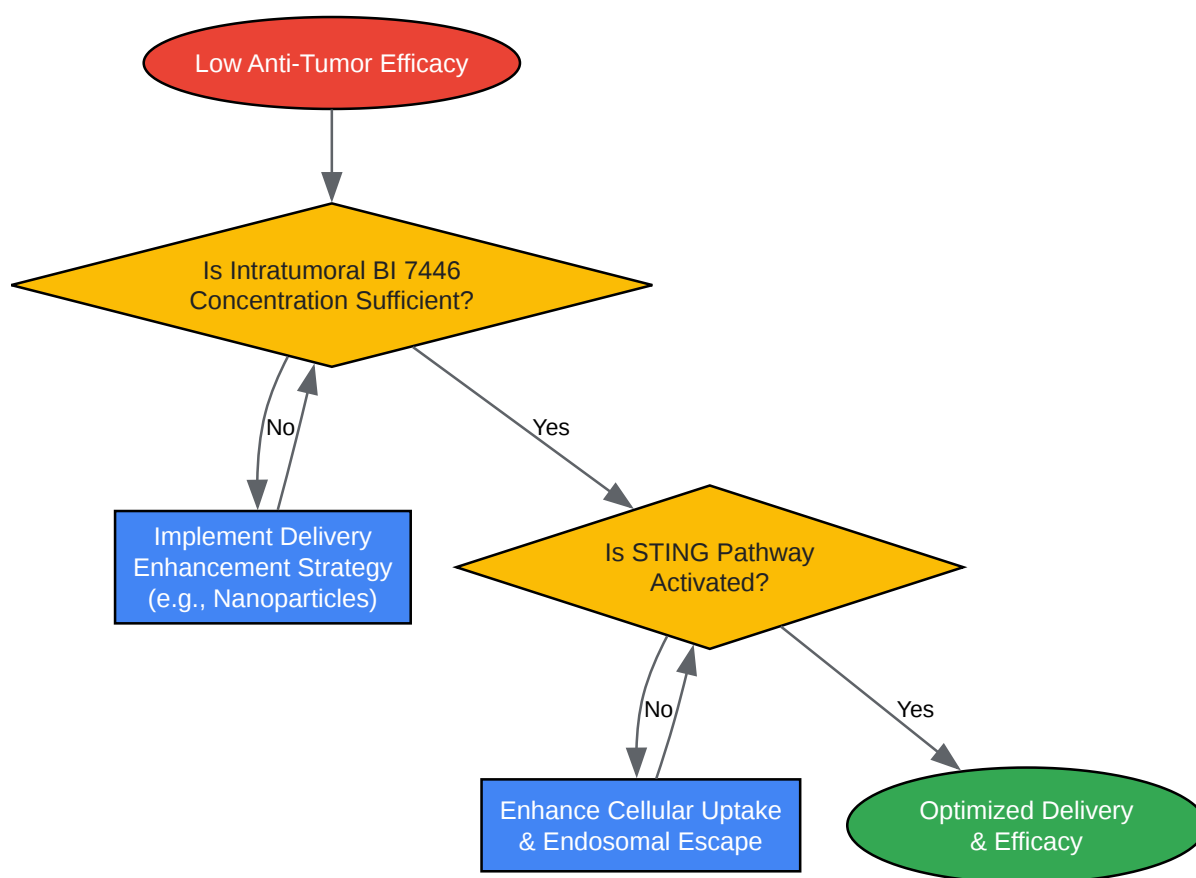 Low Anti-Tumor Efficacy
Is Intratumoral BI 7446
Concentration Sufficient?
No
Yes
Implement Delivery
Enhancement Strategy
(e.g., Nanoparticles)
Is STING Pathway
Activated?
No
Yes
Enhance Cellular Uptake
& Endosomal Escape
Optimized Delivery
& Efficacy